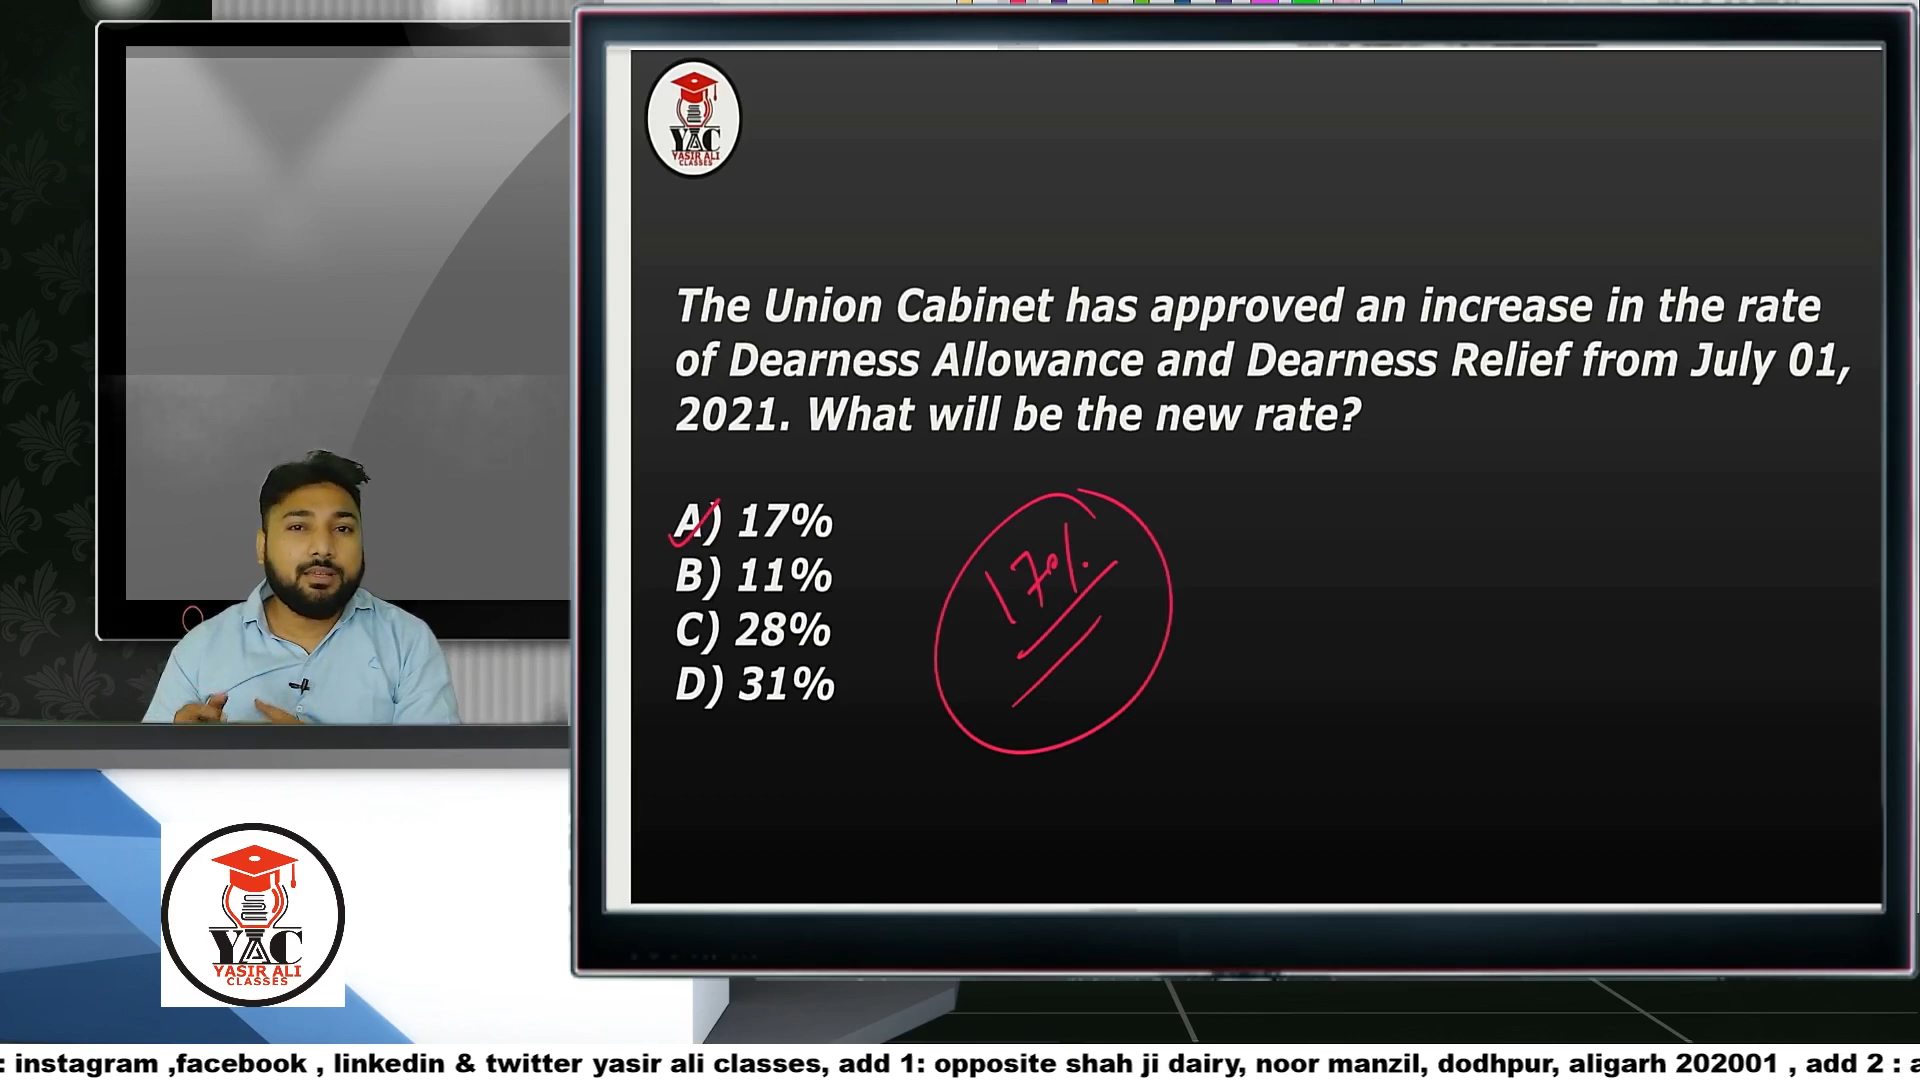 YAC
YASIR ALI
CLASSES
The Union Cabinet has approved an increase in the rate
of Dearness Allowance and Dearness Relief from July 01,
2021. What will be the new rate?
A) 17%
B) 11%
C) 28%
D) 31%
17%
YAC
YASIR ALI
CLASSES
: instagram ,facebook , linkedin & twitter yasir ali classes, add 1: opposite shah ji dairy, noor manzil, dodhpur, aligarh 202001 , add 2 : a